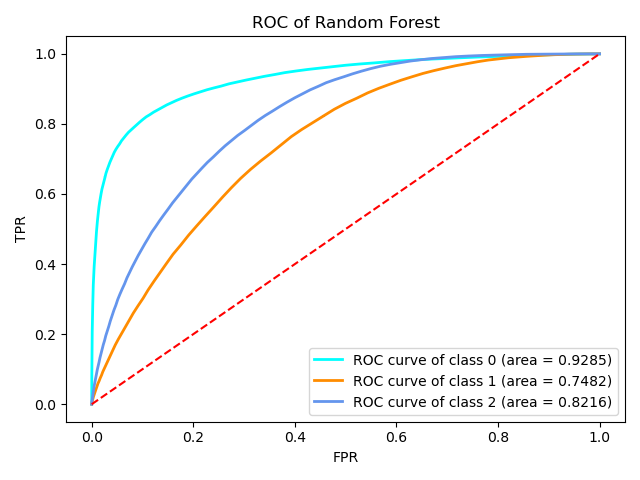 ROC of Random Forest
TPR
1.0
0.8
0.6
0.4
0.2
0.0
ROC curve of class 0 (area = 0.9285)
ROC curve of class 1 (area = 0.7482)
ROC curve of class 2 (area = 0.8216)
0.0 0.2 0.4 0.6 0.8 1.0
FPR